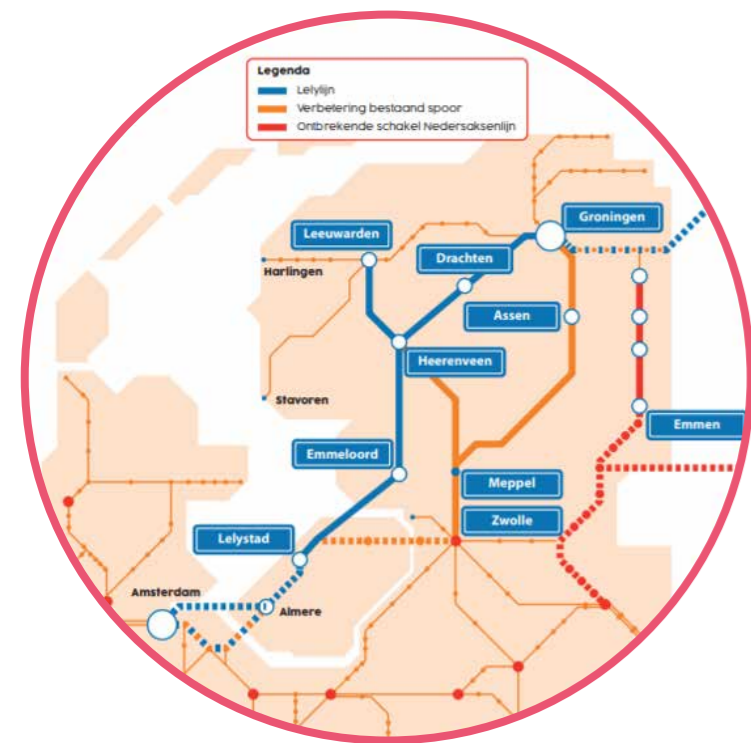 Legenda
Lelylijn
Verbetering bestaand spoor
Ontbrekende schakel Nedersaksenlijn
Groningen
Leeuwarden
Drachten
Harlingen
Assen
Heerenveen
Stavoren
Emmen
Emmeloord
Meppel
Zwolle
Lelystad
Amsterdam
Almere